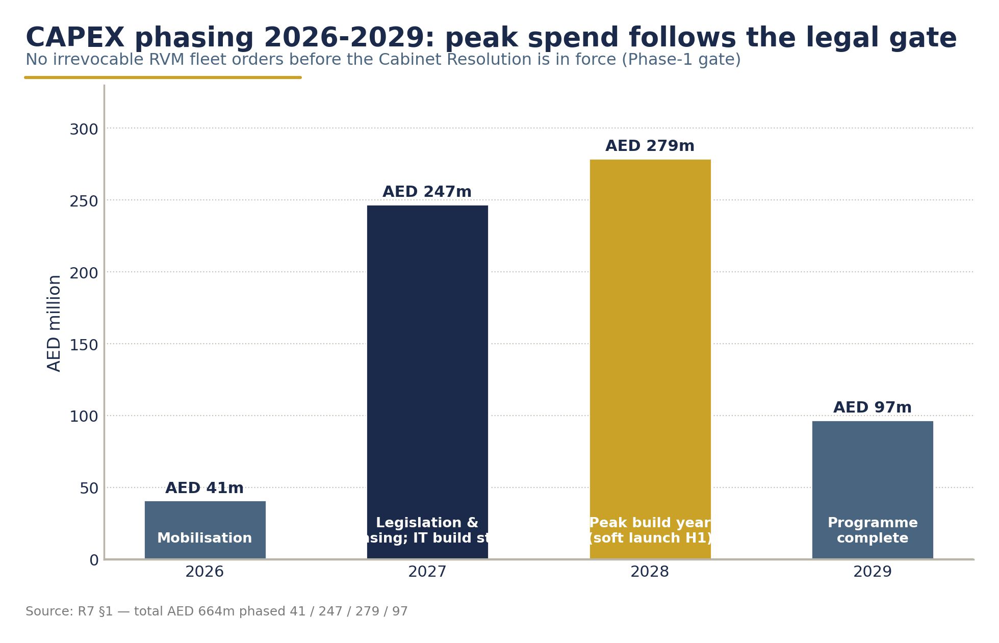 CAPEX phasing 2026-2029: peak spend follows the legal gate
No irrevocable RVM fleet orders before the Cabinet Resolution is in force (Phase-1 gate)
AED million
300
250
200
150
100
50
0
AED 41m
AED 247m
AED 279m
AED 97m
Mobilisation
Legislation &
IT build
Peak build year
(soft launch H1)
Programme
complete
2026
2027
2028
2029
Source: R7 §1 — total AED 664m phased 41 / 247 / 279 / 97